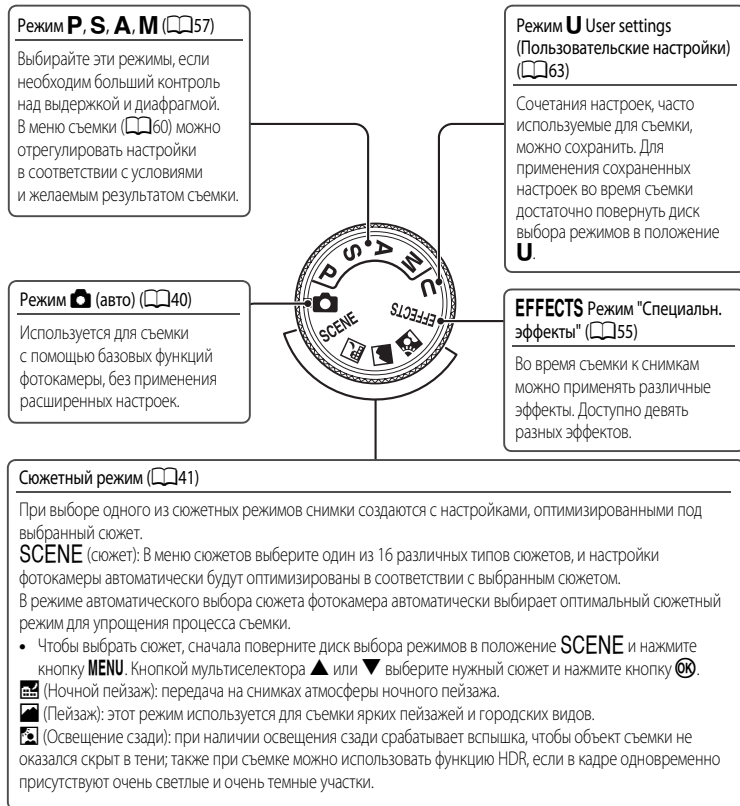 Режим P, S, A, M (57)
Выбирайте эти режимы, если
необходим больший контроль
над выдержкой и диафрагмой.
В меню съемки (60) можно
отрегулировать настройки
в соответствии с условиями
и желаемым результатом съемки.
Режим U User settings
(Пользовательские настройки)
(63)
Сочетания настроек, часто
используемые для съемки,
можно сохранить. Для
применения сохраненных
настроек во время съемки
достаточно повернуть диск
выбора режимов в положение
U.
Режим (авто) (40)
Используется для съемки
с помощью базовых функций
фотокамеры, без применения
расширенных настроек.
P S A M U
EFFECTS
SCENE
EFFECTS Режим "Специальн.
эффекты" (55)
Во время съемки к снимкам
можно применять различные
эффекты. Доступно девять
разных эффектов.
Сюжетный режим (41)
При выборе одного из сюжетных режимов снимки создаются с настройками, оптимизированными под
выбранный сюжет.
SCENE (сюжет): В меню сюжетов выберите один из 16 различных типов сюжетов, и настройки
фотокамеры автоматически будут оптимизированы в соответствии с выбранным сюжетом.
В режиме автоматического выбора сюжета фотокамера автоматически выбирает оптимальный сюжетный
режим для упрощения процесса съемки.
• Чтобы выбрать сюжет, сначала поверните диск выбора режимов в положение SCENE и нажмите
кнопку MENU. Кнопкой мультиселектора ▲ или ▼ выберите нужный сюжет и нажмите кнопку OK.
(Ночной пейзаж): передача на снимках атмосферы ночного пейзажа.
(Пейзаж): этот режим используется для съемки ярких пейзажей и городских видов.
(Освещение сзади): при наличии освещения сзади срабатывает вспышка, чтобы объект съемки не
оказался скрыт в тени; также при съемке можно использовать функцию HDR, если в кадре одновременно
присутствуют очень светлые и очень темные участки.